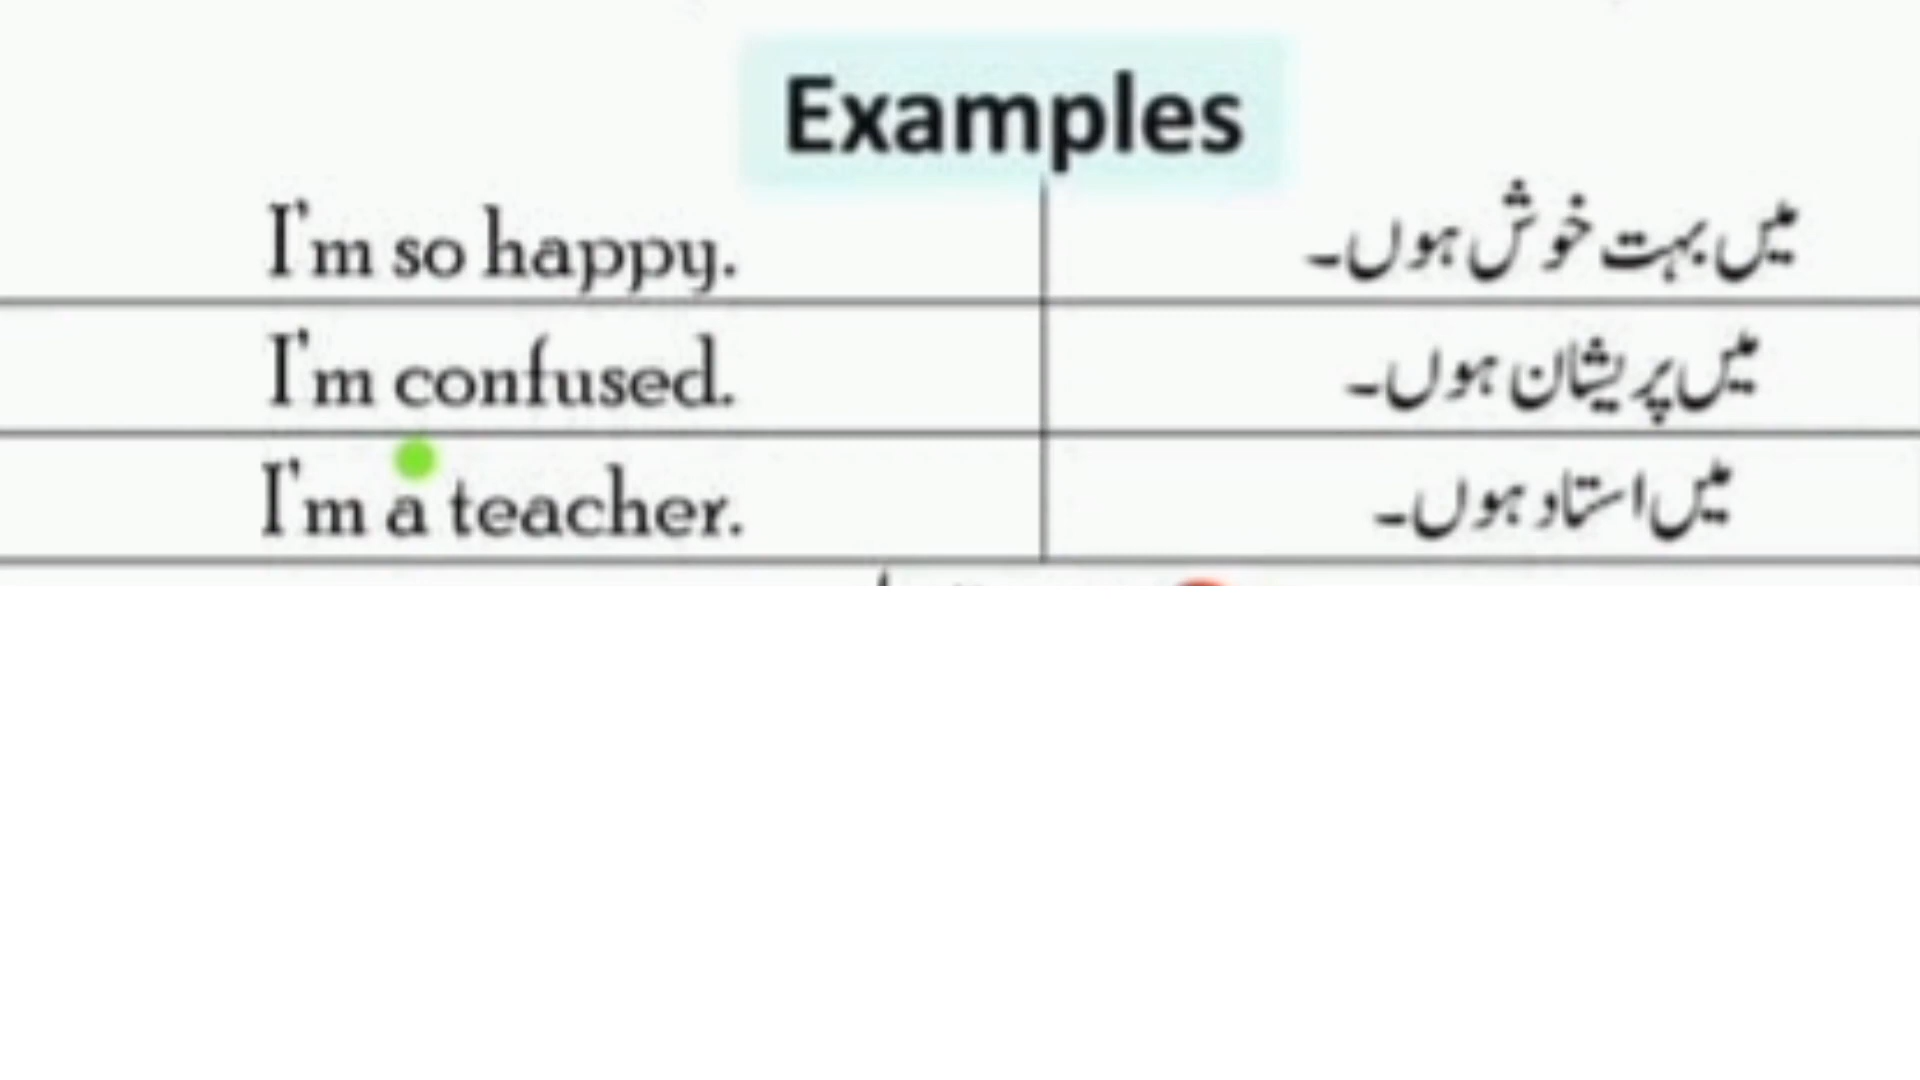 Examples
I'm so happy. میں بہت خوش ہوں۔
I'm confused. میں پریشان ہوں۔
I'm a teacher. میں استاد ہوں۔